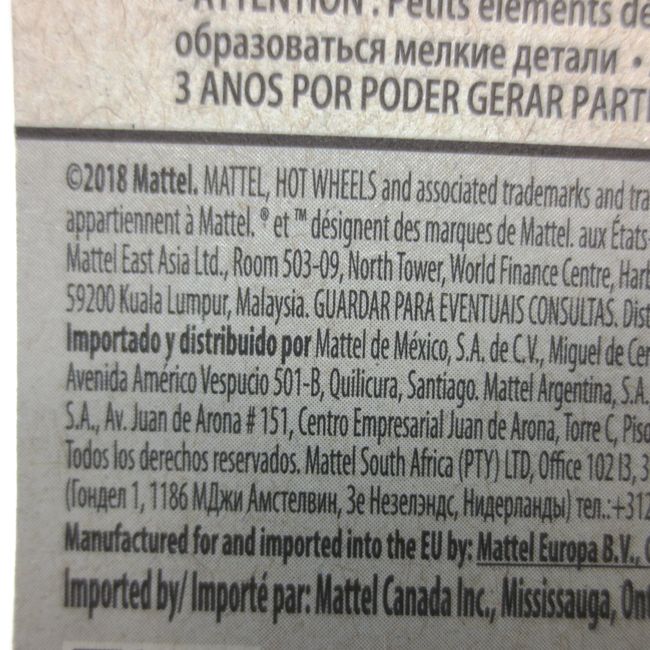 ATTENTION : Petits éléments de
образоваться мелкие детали •
3 ANOS POR PODER GERAR PARTE
©2018 Mattel. MATTEL, HOT WHEELS and associated trademarks and tra
appartiennent à Mattel. ® et ™ désignent des marques de Mattel. aux États-
Mattel East Asia Ltd., Room 503-09, North Tower, World Finance Centre, Harb
59200 Kuala Lumpur, Malaysia. GUARDAR PARA EVENTUAIS CONSULTAS. Dist
Importado y distribuido por Mattel de México, S.A. de C.V., Miguel de Cer
Avenida Américo Vespucio 501-B, Quilicura, Santiago. Mattel Argentina, S.A.
S.A., Av. Juan de Arona # 151, Centro Empresarial Juan de Arona, Torre C, Piso
Todos los derechos reservados. Mattel South Africa (PTY) LTD, Office 102 I3, 3
(Гондел 1, 1186 МДжи Амстелвин, Зе Незелэндс, Нидерланды) тел.:+312
Manufactured for and imported into the EU by: Mattel Europa B.V., G
Imported by/ Importé par: Mattel Canada Inc., Mississauga, Ont